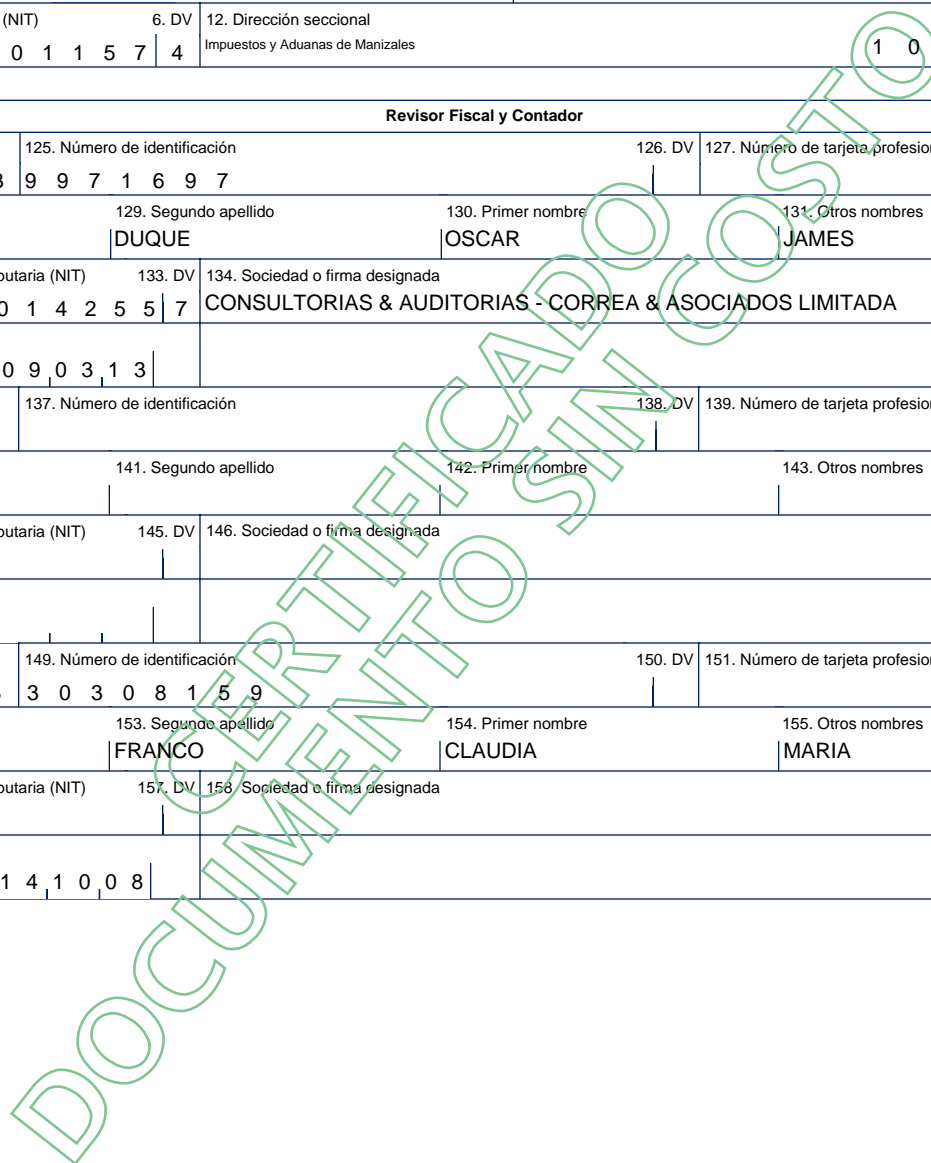 (NIT) 6. DV 12. Dirección seccional
0 1 1 5 7 4 Impuestos y Aduanas de Manizales 1 0
Revisor Fiscal y Contador
125. Número de identificación 126. DV 127. Número de tarjeta profesion
9 9 7 1 6 9 7
129. Segundo apellido 130. Primer nombre 131. Otros nombres
DUQUE OSCAR JAMES
butaria (NIT) 133. DV 134. Sociedad o firma designada
0 1 4 2 5 5 7 CONSULTORIAS & AUDITORIAS - CORREA & ASOCIADOS LIMITADA
0 9 0 3 1 3
137. Número de identificación 138. DV 139. Número de tarjeta profesion
141. Segundo apellido 142. Primer nombre 143. Otros nombres
butaria (NIT) 145. DV 146. Sociedad o firma designada
149. Número de identificación 150. DV 151. Número de tarjeta profesion
3 0 3 0 8 1 5 9
153. Segundo apellido 154. Primer nombre 155. Otros nombres
FRANCO CLAUDIA MARIA
butaria (NIT) 157. DV 158. Sociedad o firma designada
1 4 1 0 0 8
CERTIFICADO
DOCUMENTO SIN COSTO